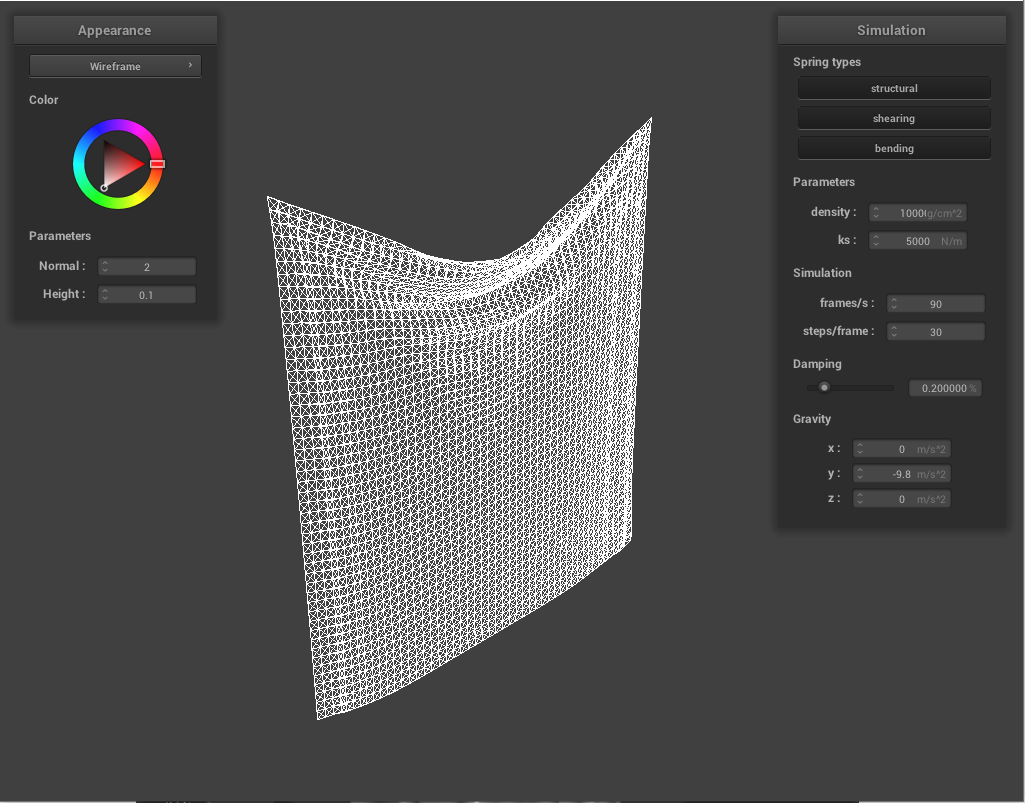 Appearance
Wireframe
Color
Parameters
Normal : 2
Height : 0.1
Simulation
Spring types
structural
shearing
bending
Parameters
density : 1000 g/cm^2
ks : 5000 N/m
Simulation
frames/s : 90
steps/frame : 30
Damping
0.200000 %
Gravity
x : 0 m/s^2
y : -9.8 m/s^2
z : 0 m/s^2